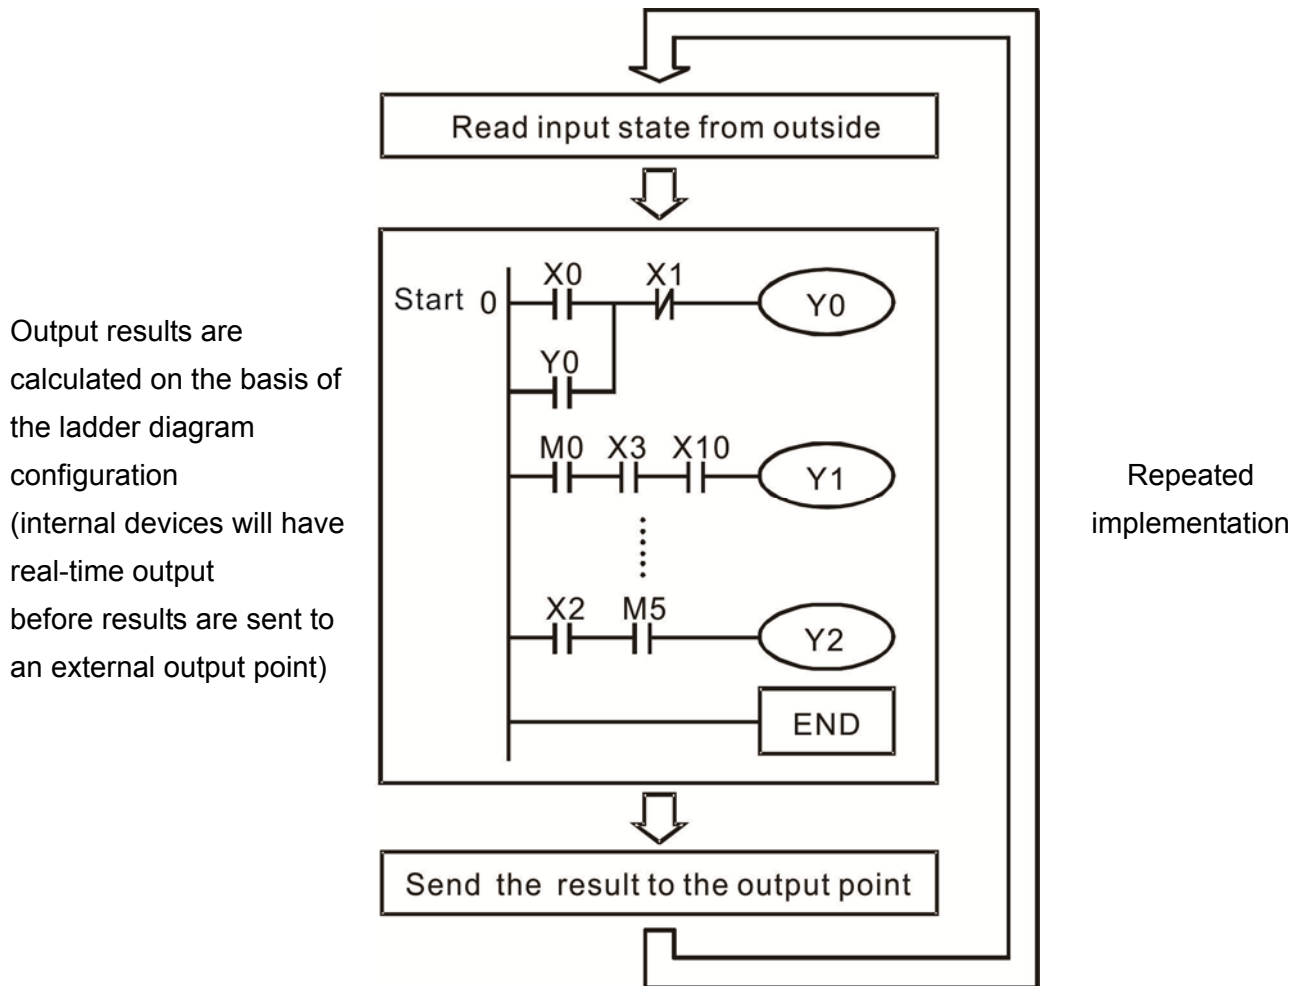 Read input state from outside
X0 X1
Start 0 Y0
Y0
M0 X3 X10
Y1
X2 M5
Y2
END
Send the result to the output point
Output results are
calculated on the basis of
the ladder diagram
configuration
(internal devices will have
real-time output
before results are sent to
an external output point)
Repeated
implementation